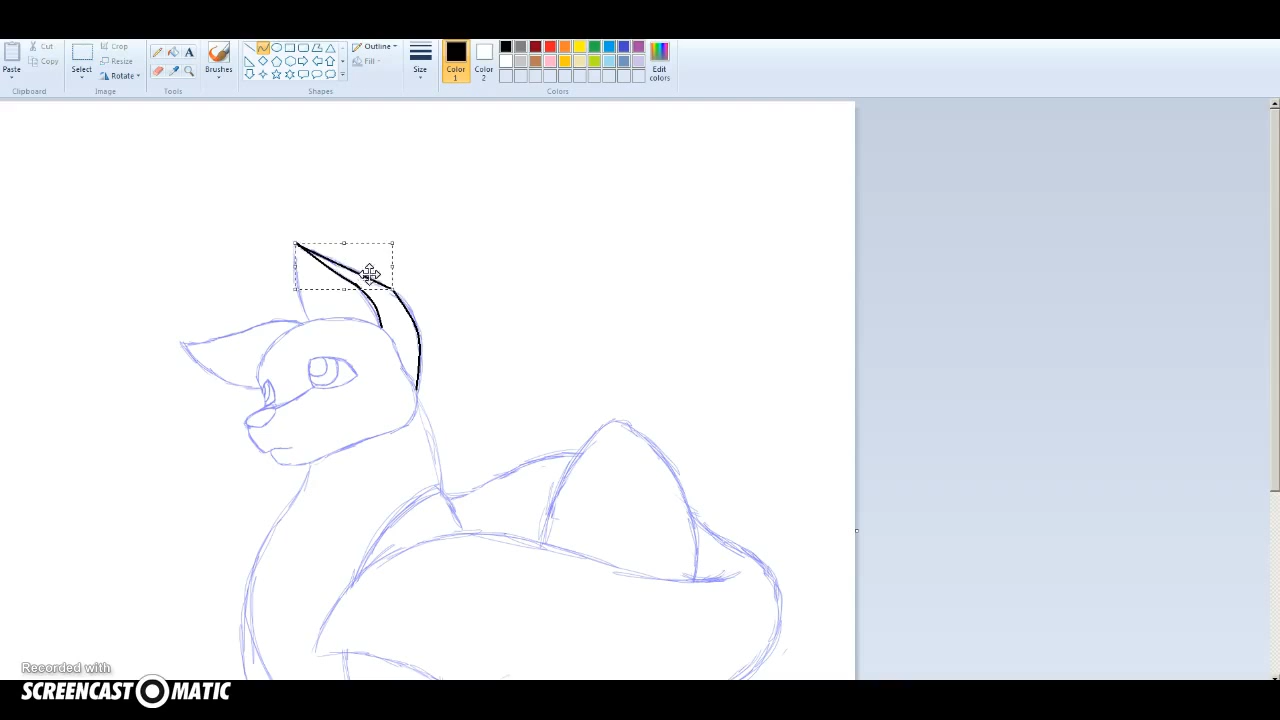 Cut
Crop
Outline
Copy
Resize
Fill
Paste
Select
Rotate
A
Brushes
Size
Color
1
Color
2
Edit
colors
Clipboard
Image
Tools
Shapes
Colors
Recorded with
SCREENCAST-O-MATIC